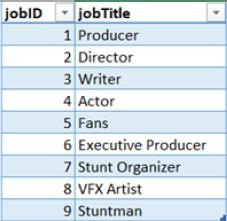 jobID jobTitle
1 Producer
2 Director
3 Writer
4 Actor
5 Fans
6 Executive Producer
7 Stunt Organizer
8 VFX Artist
9 Stuntman